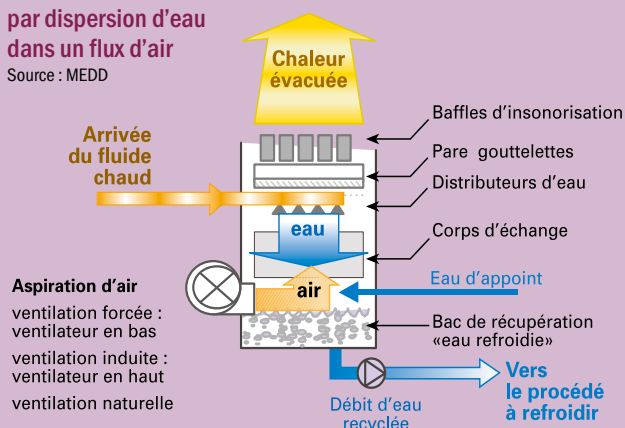 par dispersion d'eau
dans un flux d'air
Source : MEDD
Chaleur
évacuée
Arrivée
du fluide
chaud
Baffles d'insonorisation
Pare gouttelettes
Distributeurs d'eau
eau
Corps d'échange
air
Eau d'appoint
Aspiration d'air
ventilation forcée :
ventilateur en bas
ventilation induite :
ventilateur en haut
ventilation naturelle
Bac de récupération
«eau refroidie»
Vers
le procédé
à refroidir
Débit d'eau
recyclée